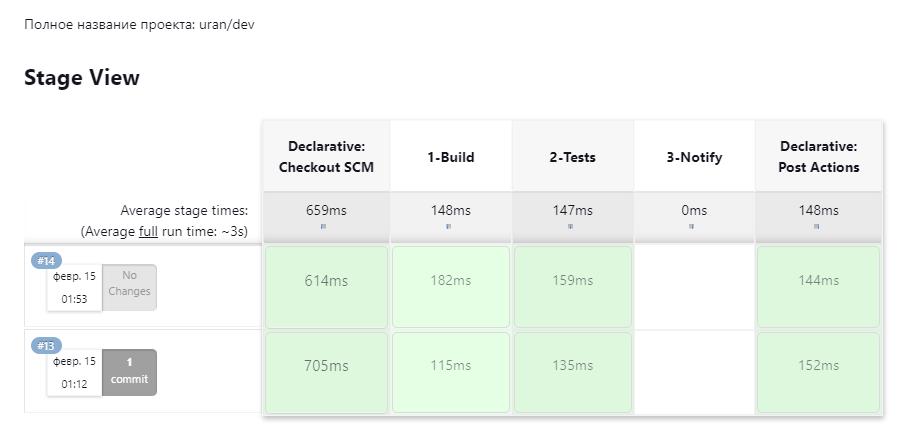 Полное название проекта: uran/dev
Stage View
Declarative:
Checkout SCM
1-Build
2-Tests
3-Notify
Declarative:
Post Actions
Average stage times:
(Average full run time: ~3s)
659ms
148ms
147ms
0ms
148ms
#14
февр. 15
01:53
No
Changes
614ms
182ms
159ms
144ms
#13
февр. 15
01:12
1
commit
705ms
115ms
135ms
152ms